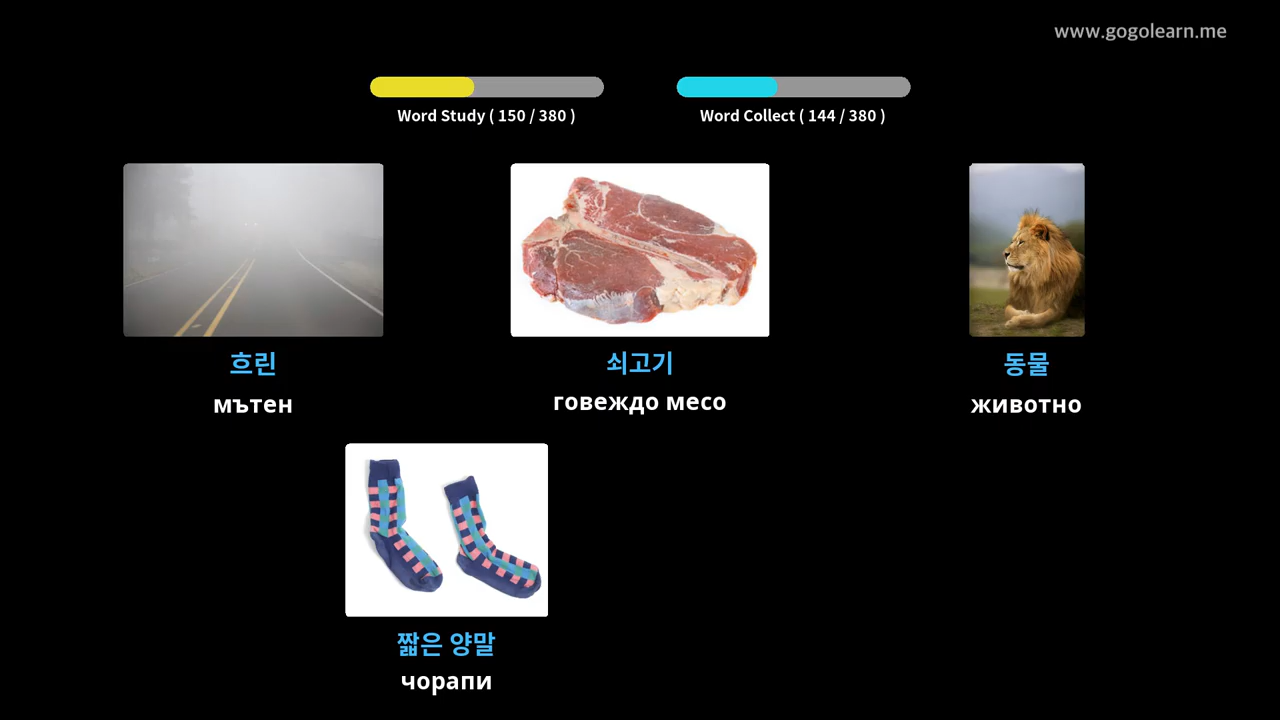 www.gogolearn.me
Word Study ( 150 / 380 )
Word Collect ( 144 / 380 )
흐린
мътен
쇠고기
говеждо месо
동물
животно
짧은 양말
чорапи